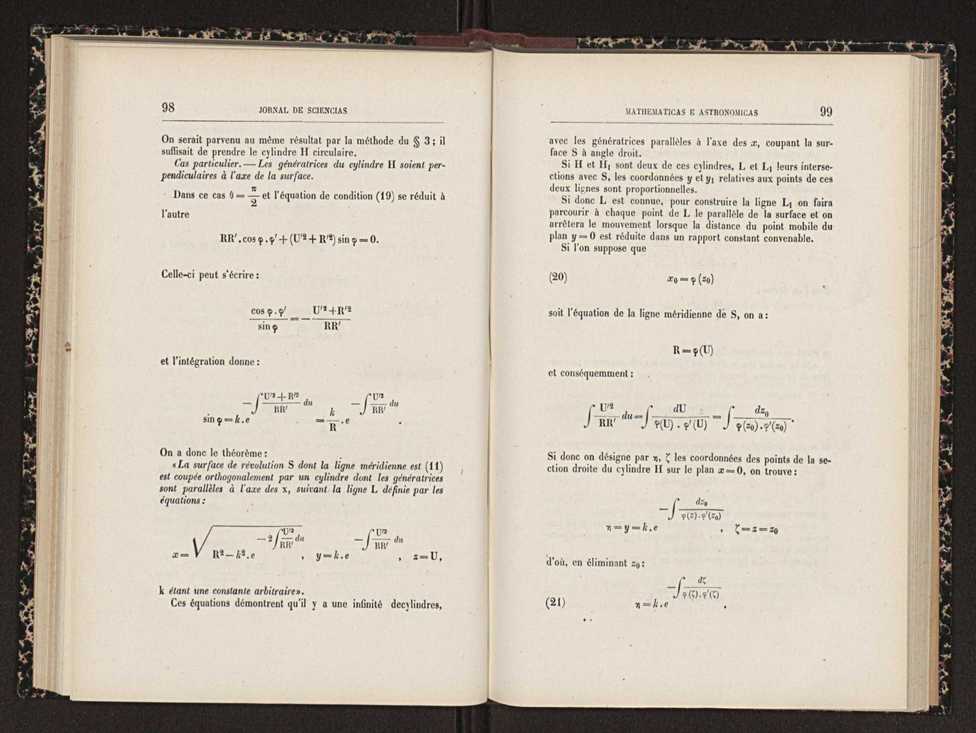 98 JORNAL DE SCIENCIAS
On serait parvenu au même résultat par la méthode du § 3; il
suffisait de prendre le cylindre H circulaire.
Cas particulier. — Les génératrices du cylindre H soient per-
pendiculaires à l'axe de la surface.
Dans ce cas θ = π/2 et l'équation de condition (19) se réduit à
l'autre
RR′.cos φ.φ′ + (U′² + R′²) sin φ = 0.
Celle-ci peut s'écrire :
cos φ.φ′ / sin φ = − (U′² + R′²) / RR′
et l'intégration donne :
sin φ = k.e^{−∫ (U′² + R′²)/RR′ du} = k/R .e^{−∫ U′²/RR′ du}.
On a donc le théorème :
«La surface de révolution S dont la ligne méridienne est (11)
est coupée orthogonalement par un cylindre dont les génératrices
sont parallèles à l'axe des x, suivant la ligne L définie par les
équations :
x = √(R² − k².e^{−2∫ U′²/RR′ du}), y = k.e^{−∫ U′²/RR′ du}, z = U,
k étant une constante arbitraire».
Ces équations démontrent qu'il y a une infinité decylindres,
MATHEMATICAS E ASTRONOMICAS 99
avec les génératrices parallèles à l'axe des x, coupant la sur-
face S à angle droit.
Si H et H₁ sont deux de ces cylindres, L et L₁ leurs interse-
ctions avec S, les coordonnées y et y₁ relatives aux points de ces
deux lignes sont proportionnelles.
Si donc L est connue, pour construire la ligne L₁ on faira
parcourir à chaque point de L le parallèle de la surface et on
arrêtera le mouvement lorsque la distance du point mobile du
plan y = 0 est réduite dans un rapport constant convenable.
Si l'on suppose que
(20) x₀ = φ (z₀)
soit l'équation de la ligne méridienne de S, on a :
R = φ (U)
et conséquemment :
∫ U′²/RR′ du = ∫ dU / φ(U) . φ′(U) = ∫ dz₀ / φ(z₀).φ′(z₀).
Si donc on désigne par η, ζ les coordonnées des points de la se-
ction droite du cylindre H sur le plan x = 0, on trouve :
η = y = k.e^{−∫ dz₀ / φ(z).φ′(z₀)}, ζ = z = z₀
d'où, en éliminant z₀ :
(21) η = k.e^{−∫ dζ / φ(ζ).φ′(ζ)}.